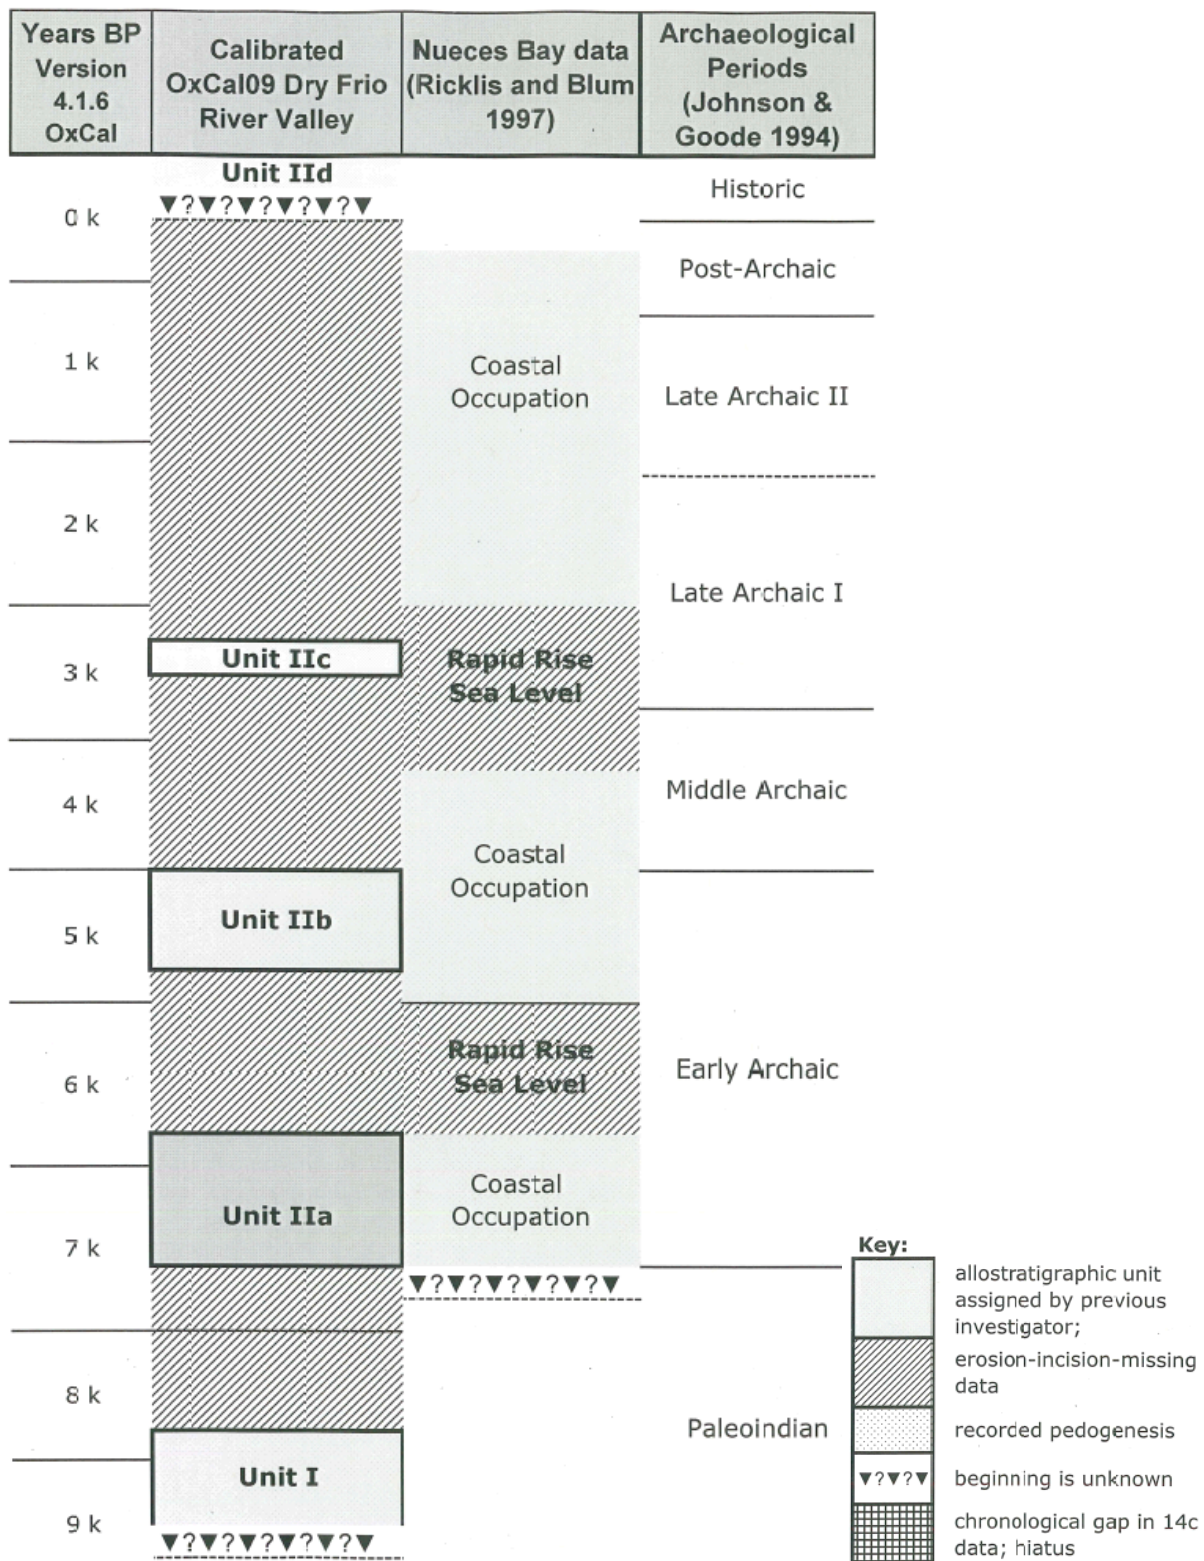 Years BP
Version
4.1.6
OxCal
Calibrated
OxCal09 Dry Frio
River Valley
Nueces Bay data
(Ricklis and Blum
1997)
Archaeological
Periods
(Johnson &
Goode 1994)
Unit IId
▼?▼?▼?▼?▼?▼
0 k
1 k
2 k
3 k
4 k
5 k
6 k
7 k
8 k
9 k
Unit IIc
Unit IIb
Unit IIa
Unit I
▼?▼?▼?▼?▼?▼
Coastal
Occupation
Rapid Rise
Sea Level
Coastal
Occupation
Rapid Rise
Sea Level
Coastal
Occupation
▼?▼?▼?▼?▼?▼
Historic
Post-Archaic
Late Archaic II
Late Archaic I
Middle Archaic
Early Archaic
Paleoindian
Key:
allostratigraphic unit
assigned by previous
investigator;
erosion-incision-missing
data
recorded pedogenesis
▼?▼?▼
beginning is unknown
chronological gap in 14c
data; hiatus